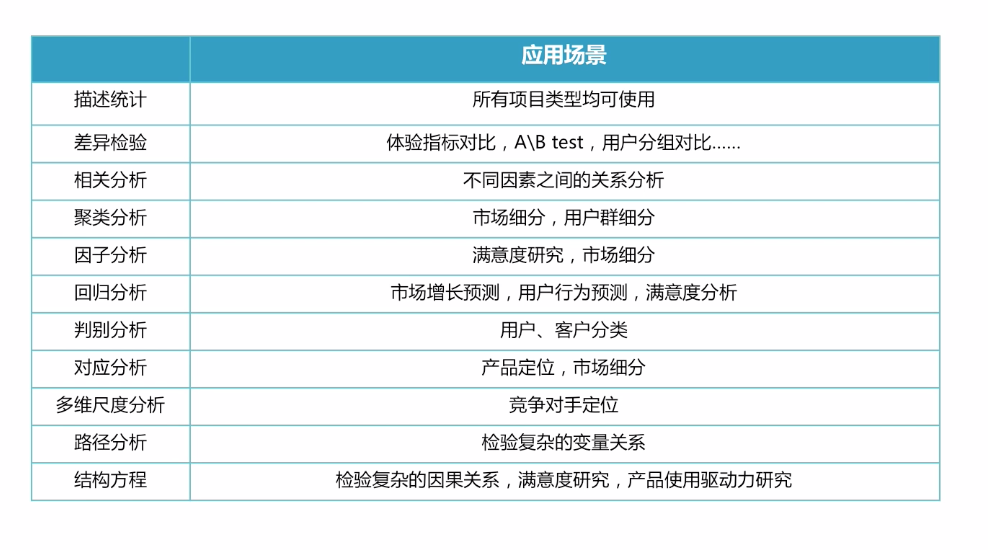 应用场景
描述统计 所有项目类型均可使用
差异检验 体验指标对比，A\B test，用户分组对比……
相关分析 不同因素之间的关系分析
聚类分析 市场细分，用户群细分
因子分析 满意度研究，市场细分
回归分析 市场增长预测，用户行为预测，满意度分析
判别分析 用户、客户分类
对应分析 产品定位，市场细分
多维尺度分析 竞争对手定位
路径分析 检验复杂的变量关系
结构方程 检验复杂的因果关系，满意度研究，产品使用驱动力研究